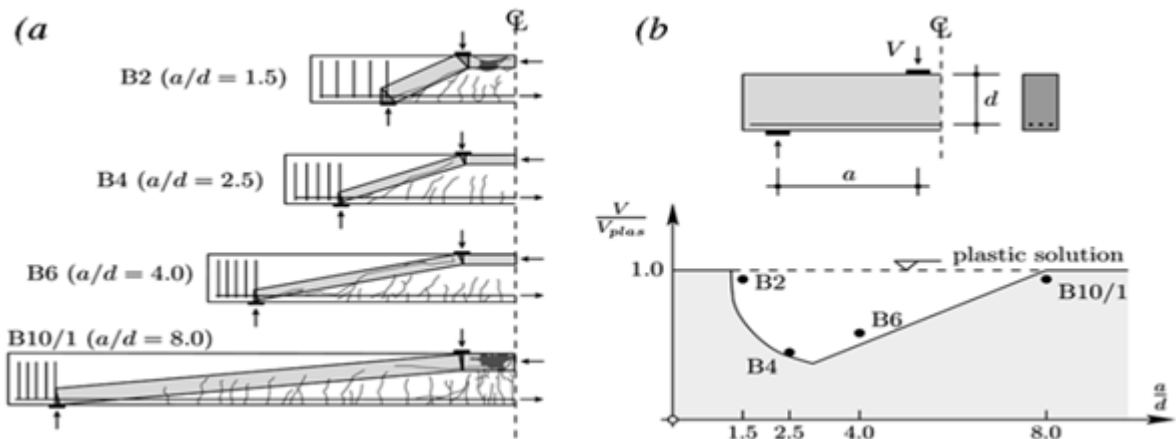 (a
℄
B2 (a/d = 1.5)
B4 (a/d = 2.5)
B6 (a/d = 4.0)
B10/1 (a/d = 8.0)
(b
℄
V
d
a
V
V_plas
plastic solution
1.0
B2
B10/1
B6
B4
1.5 2.5 4.0 8.0
a
d